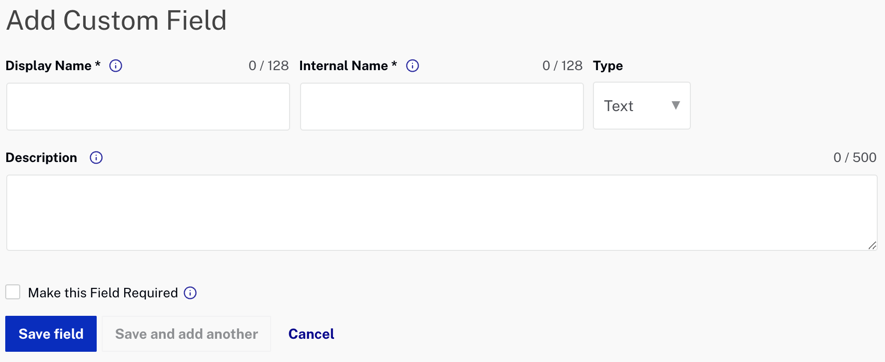 Add Custom Field
Display Name * 0 / 128 Internal Name * 0 / 128 Type
Text
Description 0 / 500
Make this Field Required
Save field Save and add another Cancel